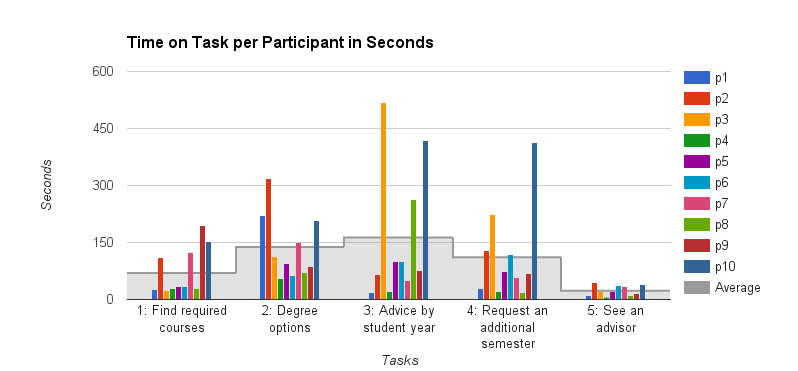 Time on Task per Participant in Seconds
600
450
300
150
0
Seconds
1: Find required
courses
2: Degree
options
3: Advice by
student year
4: Request an
additional
semester
5: See an
advisor
Tasks
p1
p2
p3
p4
p5
p6
p7
p8
p9
p10
Average